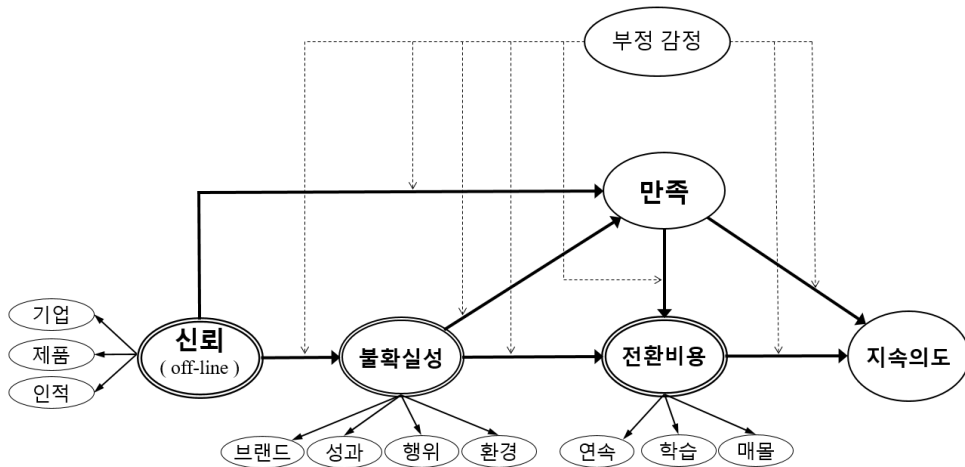 부정 감정
만족
기업
제품
인적
신뢰
( off-line )
불확실성
전환비용
지속의도
브랜드
성과
행위
환경
연속
학습
매몰